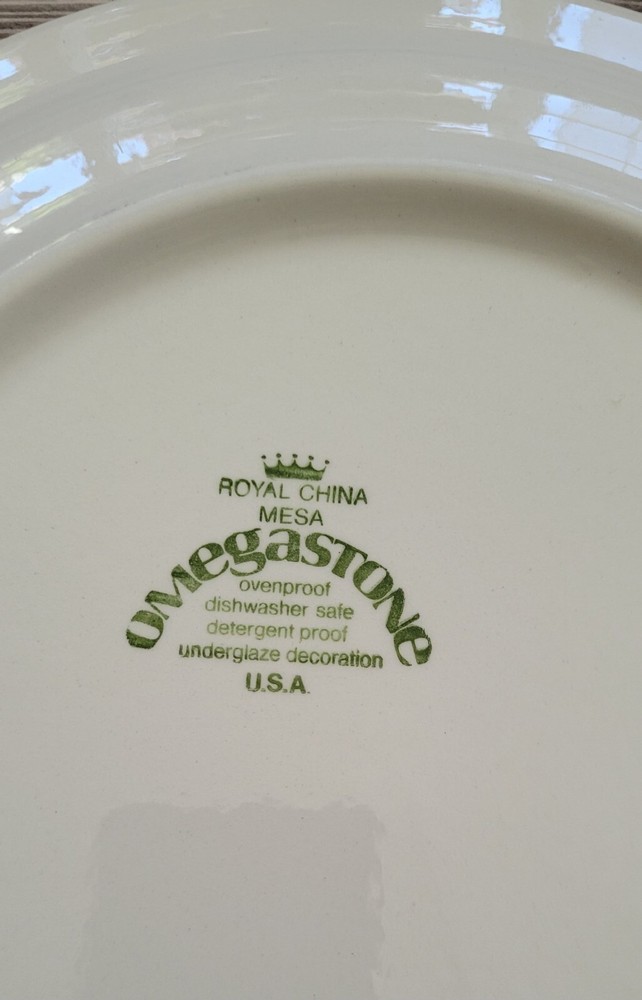 ROYAL CHINA
MESA
OmegaSTONe
ovenproof
dishwasher safe
detergent proof
underglaze decoration
U.S.A.